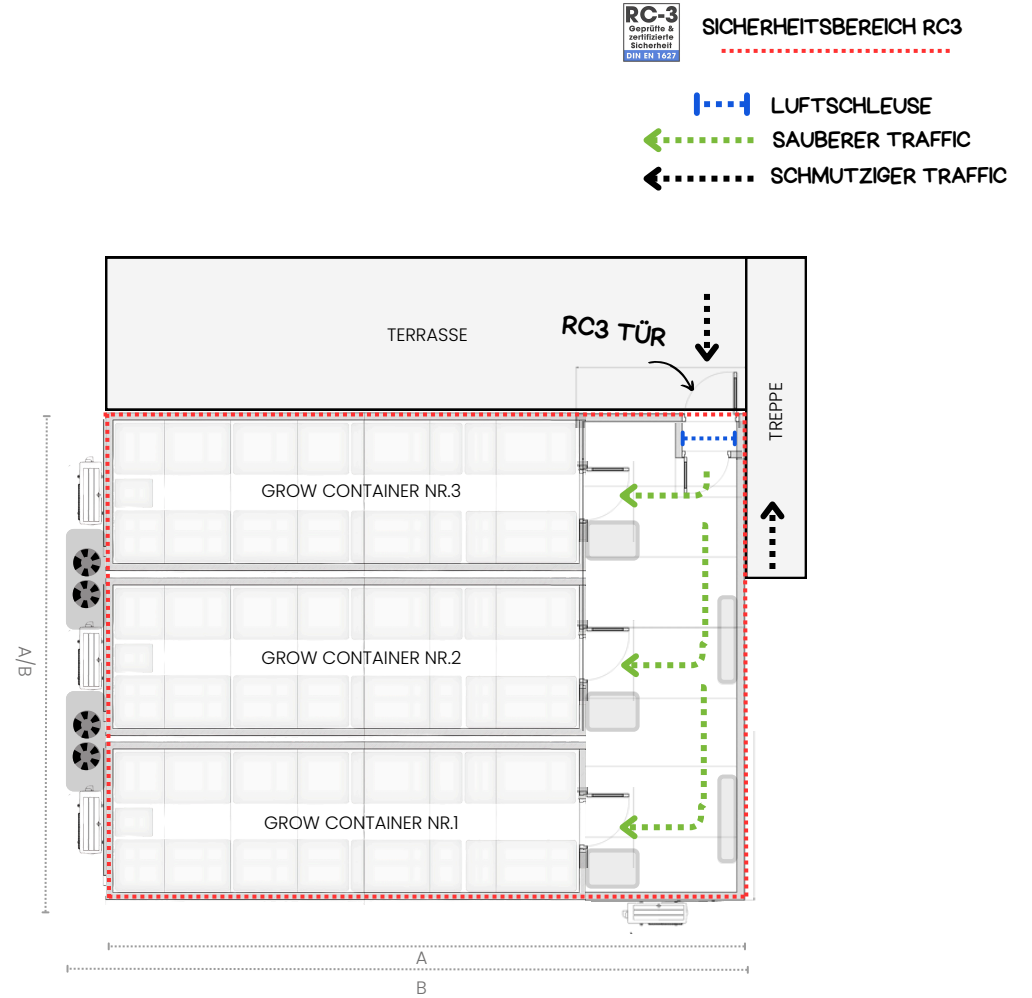 RC-3
Geprüfte &
zertifizierte
Sicherheit
DIN EN 1627
SICHERHEITSBEREICH RC3
LUFTSCHLEUSE
SAUBERER TRAFFIC
SCHMUTZIGER TRAFFIC
TERRASSE
RC3 TÜR
TREPPE
GROW CONTAINER NR.3
GROW CONTAINER NR.2
A/B
GROW CONTAINER NR.1
A
B